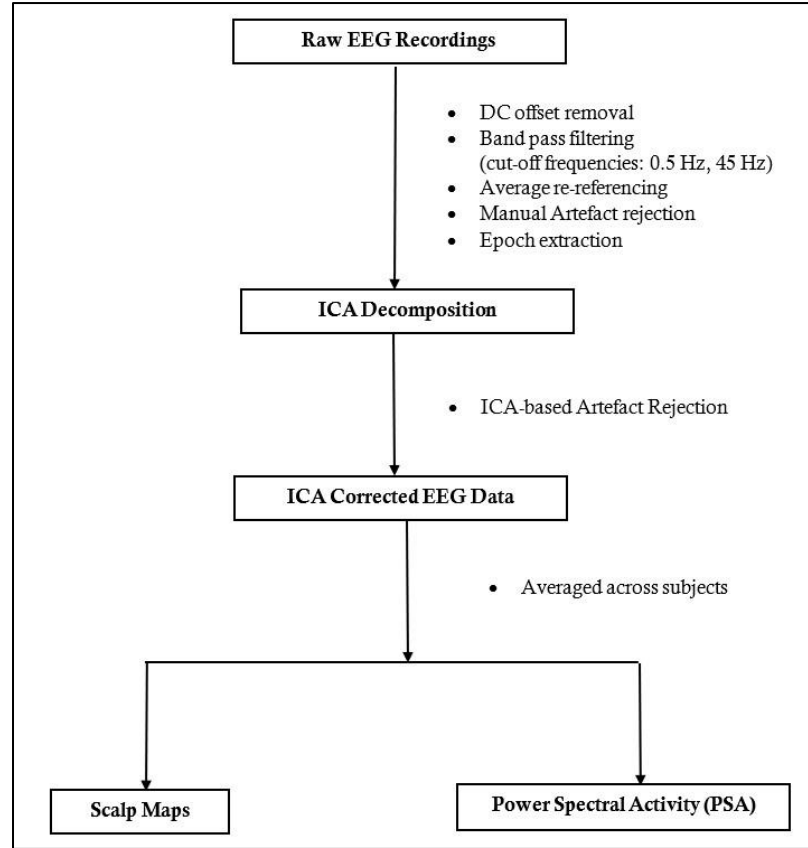 Raw EEG Recordings
• DC offset removal
• Band pass filtering
(cut-off frequencies: 0.5 Hz, 45 Hz)
• Average re-referencing
• Manual Artefact rejection
• Epoch extraction
ICA Decomposition
• ICA-based Artefact Rejection
ICA Corrected EEG Data
• Averaged across subjects
Scalp Maps
Power Spectral Activity (PSA)